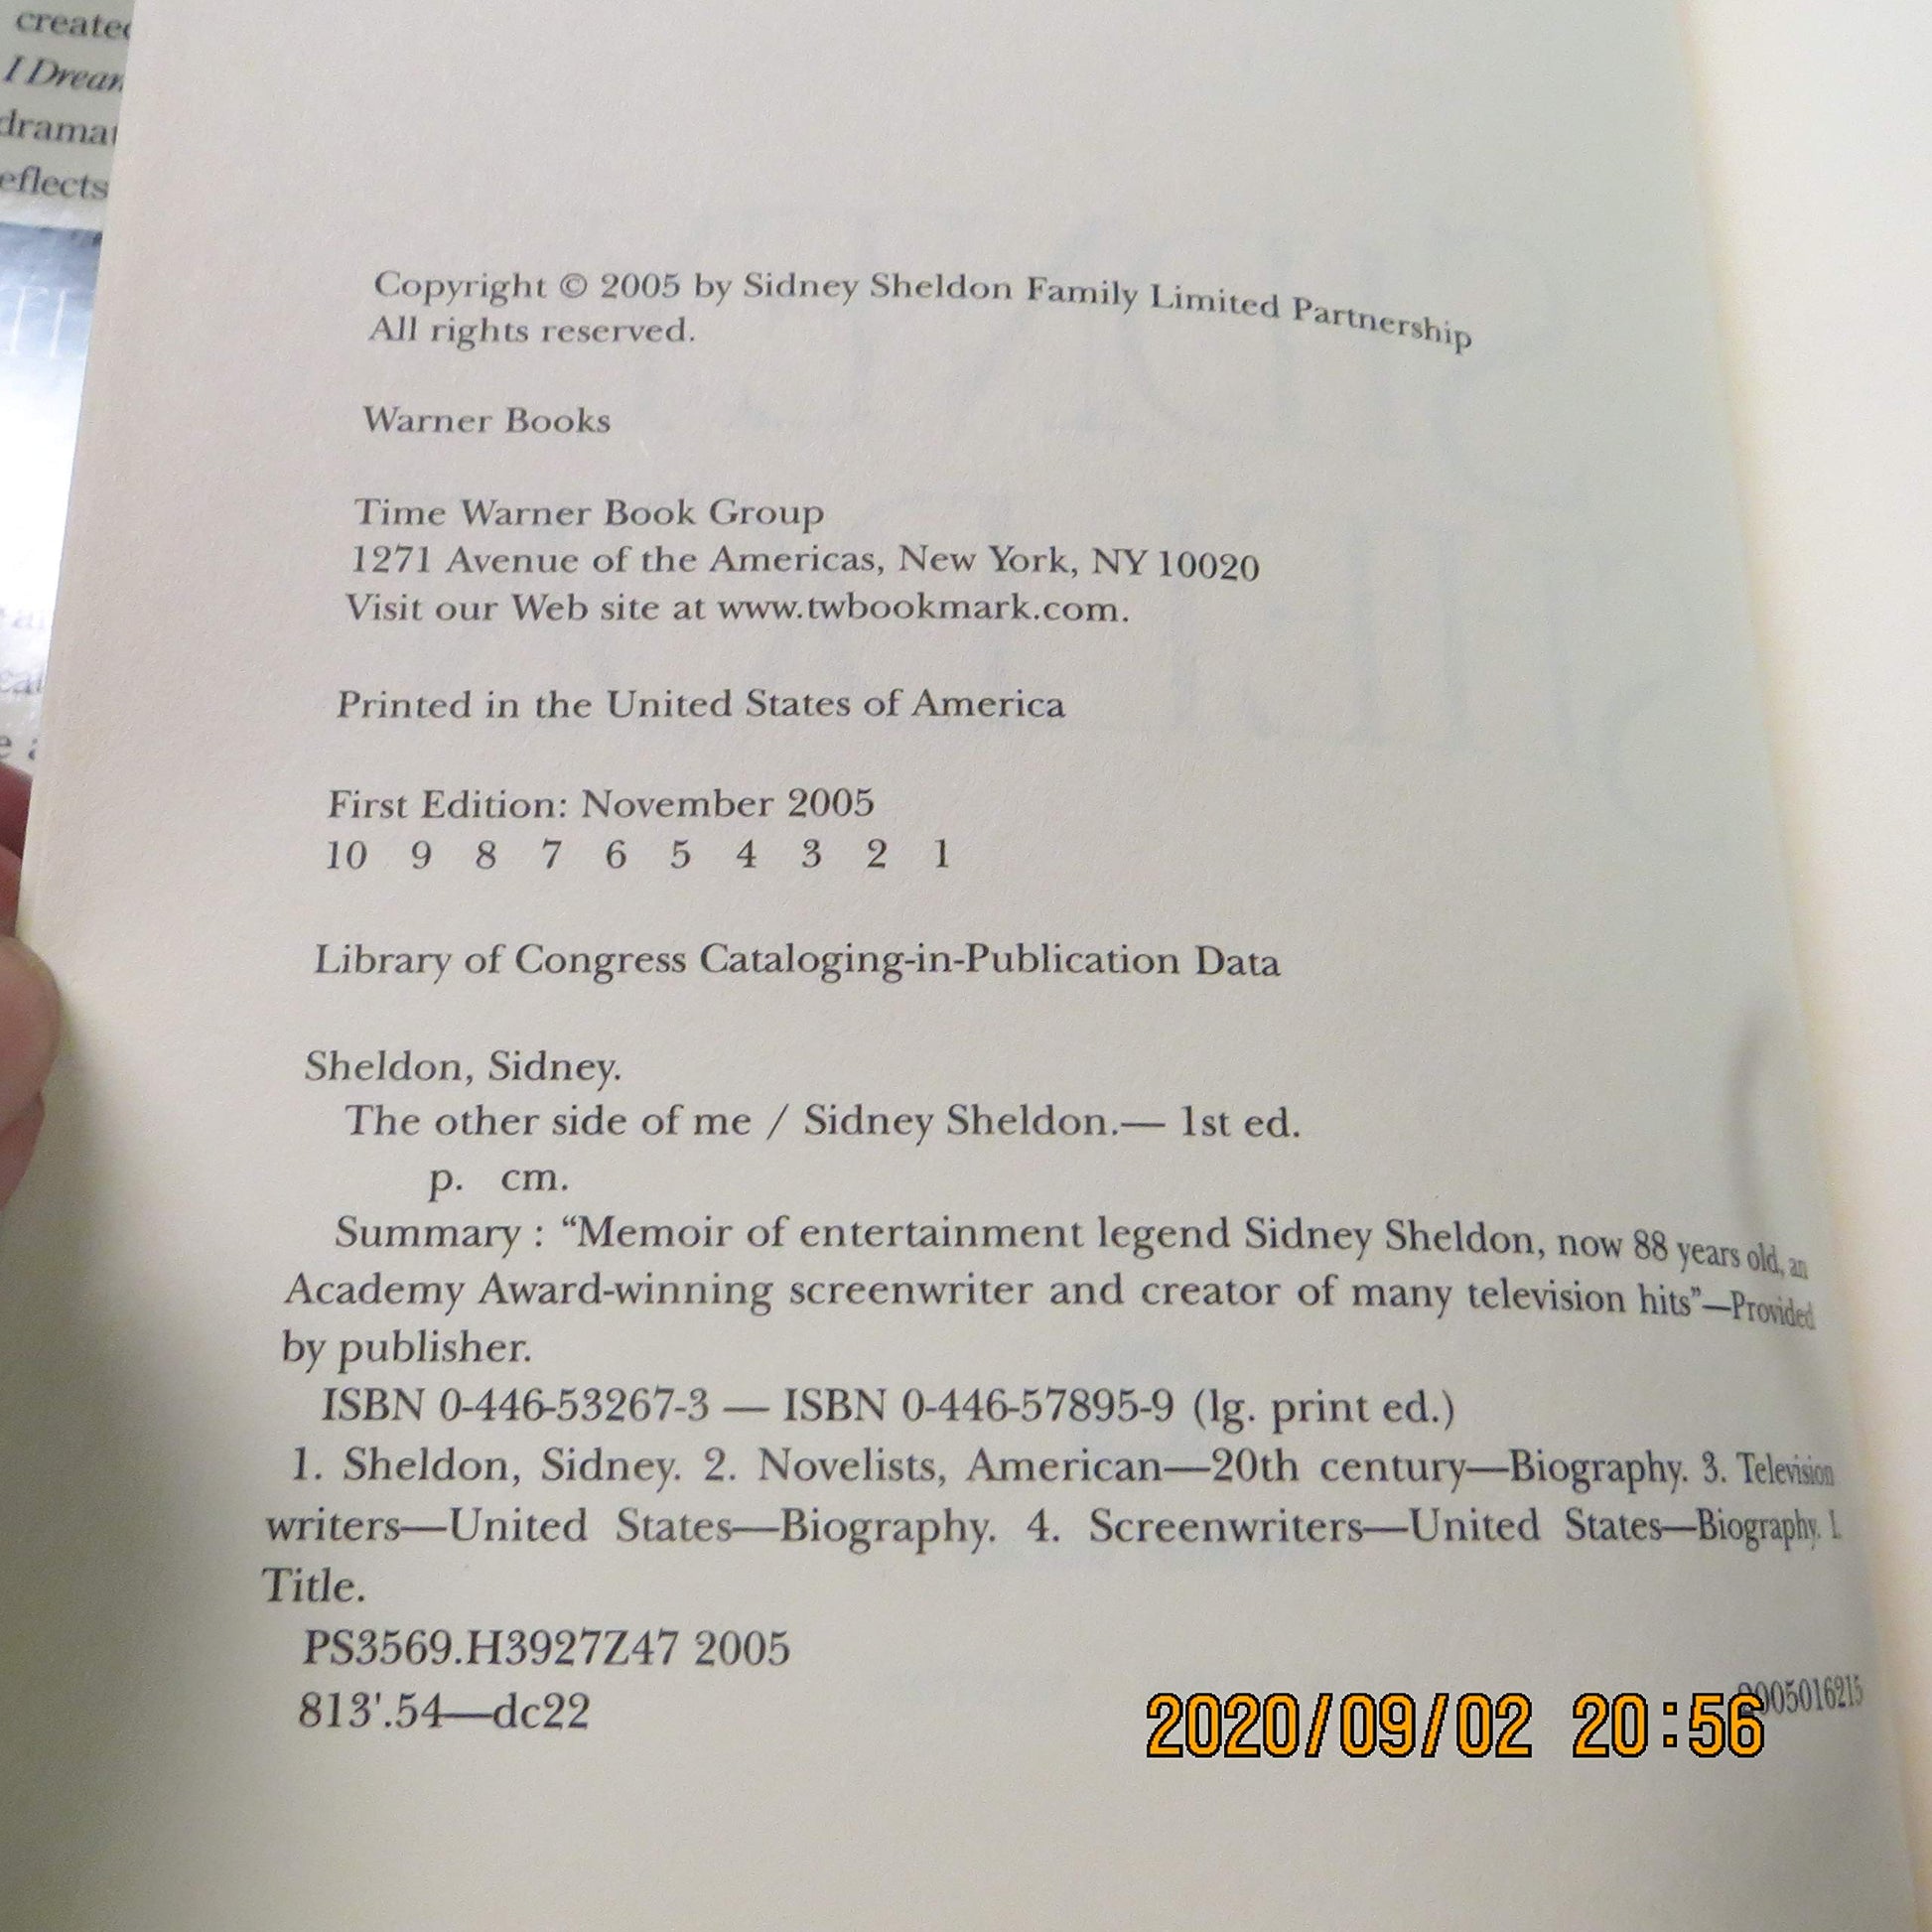 created
I Dream
dramat
eflects
Copyright © 2005 by Sidney Sheldon Family Limited Partnership
All rights reserved.
Warner Books
Time Warner Book Group
1271 Avenue of the Americas, New York, NY 10020
Visit our Web site at www.twbookmark.com.
Printed in the United States of America
First Edition: November 2005
10 9 8 7 6 5 4 3 2 1
Library of Congress Cataloging-in-Publication Data
Sheldon, Sidney.
The other side of me / Sidney Sheldon.— 1st ed.
p. cm.
Summary : “Memoir of entertainment legend Sidney Sheldon, now 88 years old, an
Academy Award-winning screenwriter and creator of many television hits”—Provided
by publisher.
ISBN 0-446-53267-3 — ISBN 0-446-57895-9 (lg. print ed.)
1. Sheldon, Sidney. 2. Novelists, American—20th century—Biography. 3. Television
writers—United States—Biography. 4. Screenwriters—United States—Biography. I.
Title.
PS3569.H3927Z47 2005
813'.54—dc22
2005016215
2020/09/02 20:56